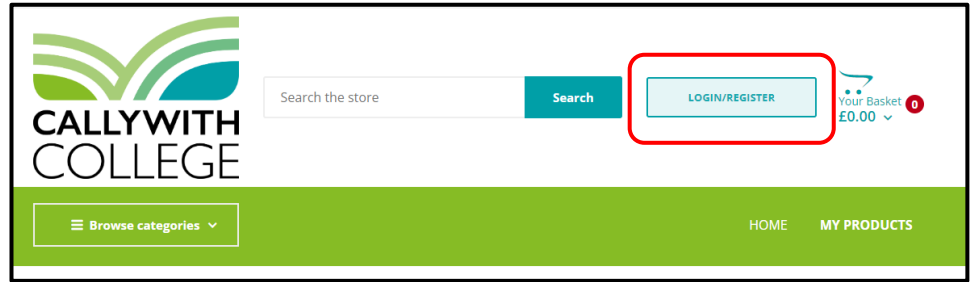 CALLYWITH
COLLEGE
Search the store
Search
LOGIN/REGISTER
Your Basket 0
£0.00
Browse categories
HOME
MY PRODUCTS